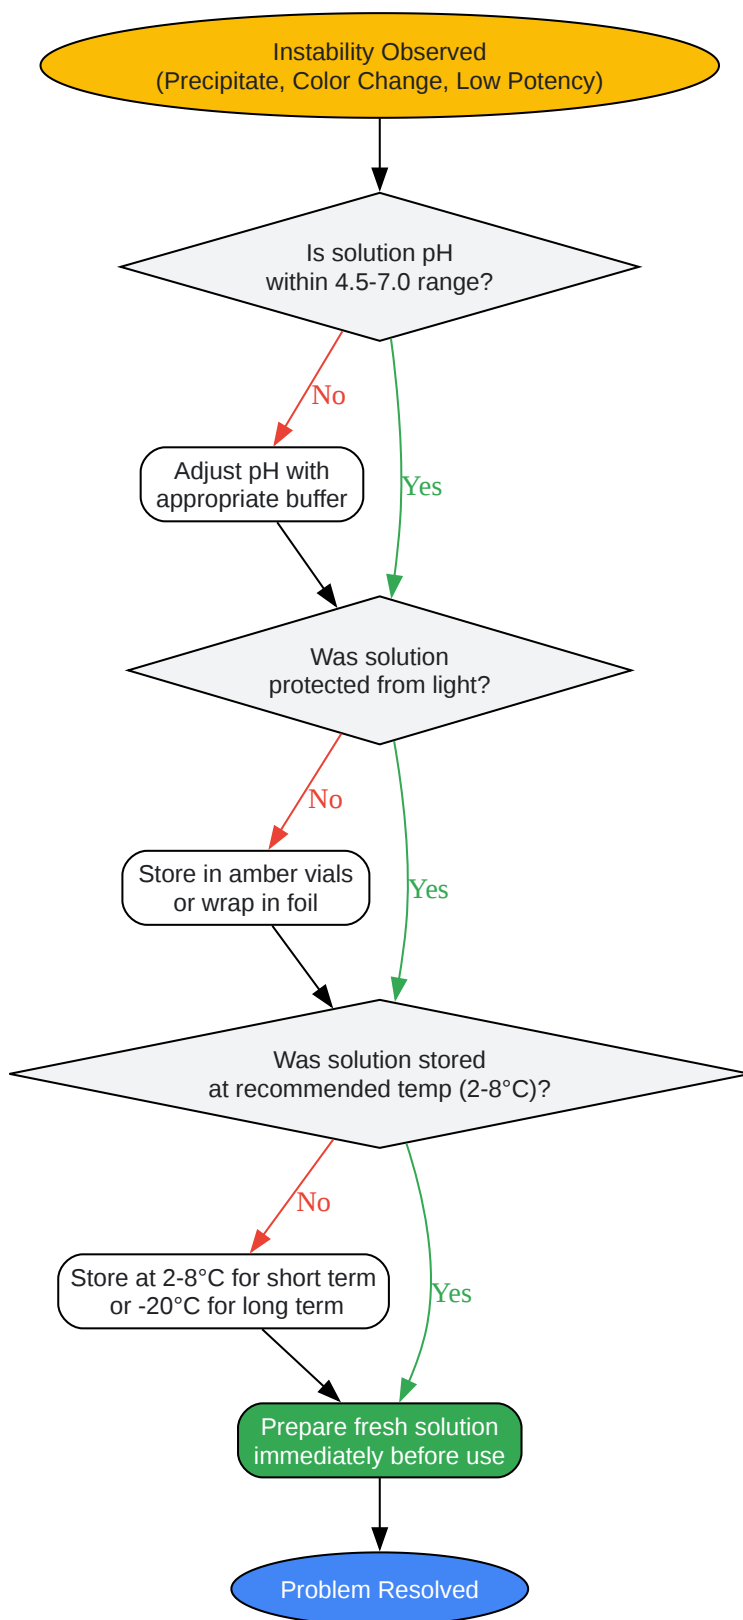 Instability Observed
(Precipitate, Color Change, Low Potency)
Is solution pH
within 4.5-7.0 range?
No
Adjust pH with
appropriate buffer
Yes
Was solution
protected from light?
No
Store in amber vials
or wrap in foil
Yes
Was solution stored
at recommended temp (2-8°C)?
No
Store at 2-8°C for short term
or -20°C for long term
Yes
Prepare fresh solution
immediately before use
Problem Resolved